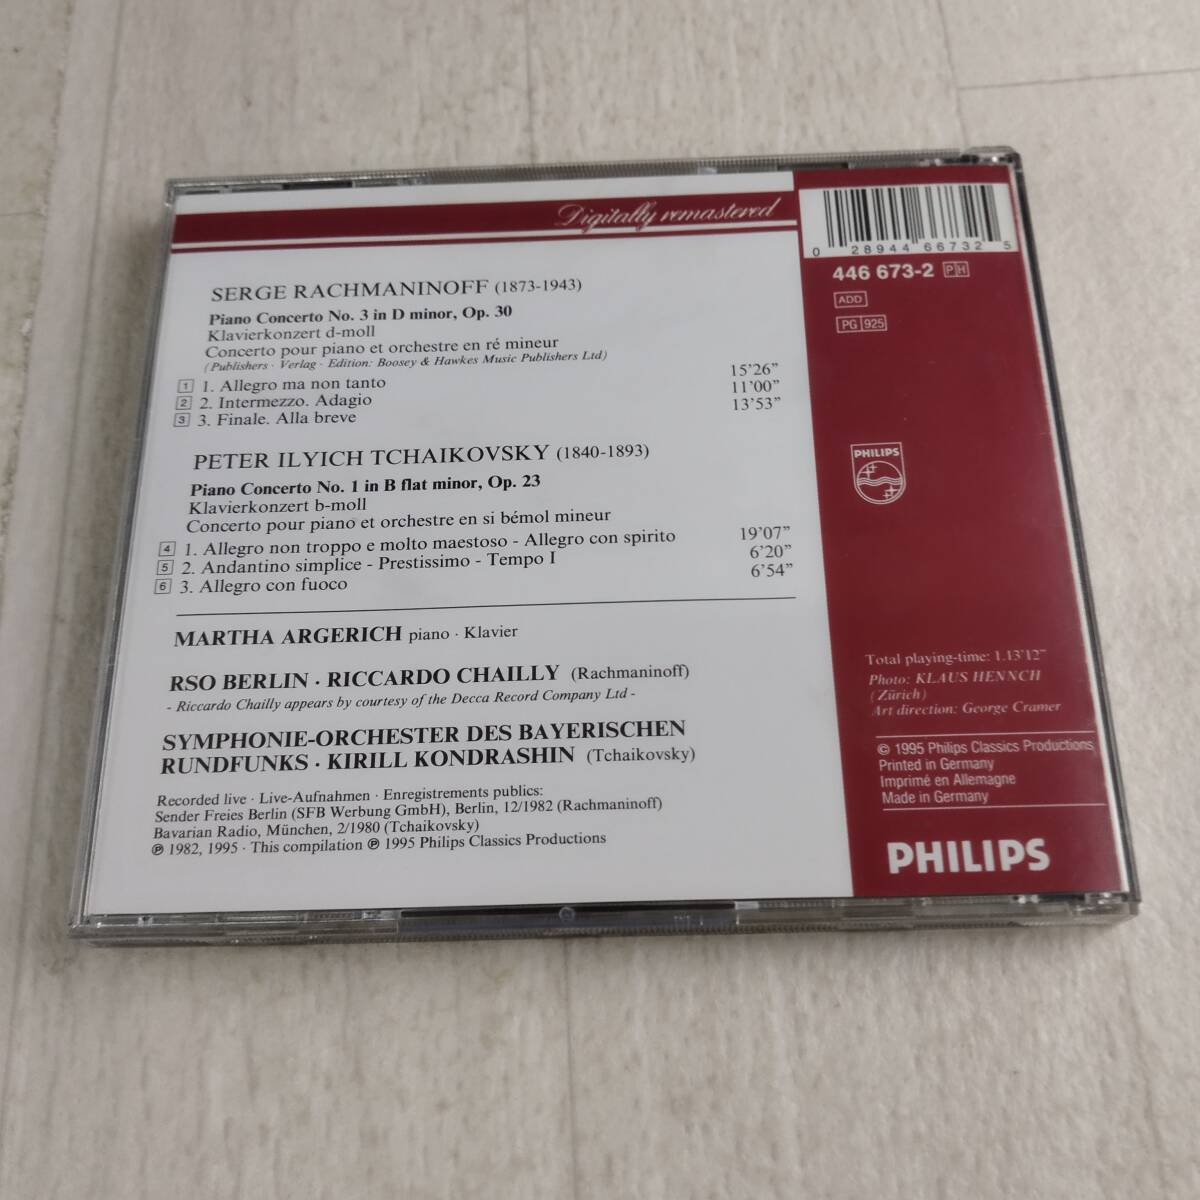 Digitally remastered
SERGE RACHMANINOFF (1873-1943)
Piano Concerto No. 3 in D minor, Op. 30
Klavierkonzert d-moll
Concerto pour piano et orchestre en ré mineur
(Publishers · Verlag · Edition: Boosey & Hawkes Music Publishers Ltd)
1 1. Allegro ma non tanto 15'26"
2 2. Intermezzo. Adagio 11'00"
3 3. Finale. Alla breve 13'53"
PETER ILYICH TCHAIKOVSKY (1840-1893)
Piano Concerto No. 1 in B flat minor, Op. 23
Klavierkonzert b-moll
Concerto pour piano et orchestre en si bémol mineur
4 1. Allegro non troppo e molto maestoso - Allegro con spirito 19'07"
5 2. Andantino simplice - Prestissimo - Tempo I 6'20"
6 3. Allegro con fuoco 6'54"
MARTHA ARGERICH piano · Klavier
RSO BERLIN · RICCARDO CHAILLY (Rachmaninoff)
- Riccardo Chailly appears by courtesy of the Decca Record Company Ltd -
SYMPHONIE-ORCHESTER DES BAYERISCHEN
RUNDFUNKS · KIRILL KONDRASHIN (Tchaikovsky)
Recorded live · Live-Aufnahmen · Enregistrements publics:
Sender Freies Berlin (SFB Werbung GmbH), Berlin, 12/1982 (Rachmaninoff)
Bavarian Radio, München, 2/1980 (Tchaikovsky)
℗ 1982, 1995 · This compilation ℗ 1995 Philips Classics Productions
0 28944 66732 5
446 673-2 PH
ADD
PG 925
PHILIPS
Total playing-time: 1.13'12"
Photo: KLAUS HENNCH
(Zürich)
Art direction: George Cramer
© 1995 Philips Classics Productions
Printed in Germany
Imprimé en Allemagne
Made in Germany
PHILIPS